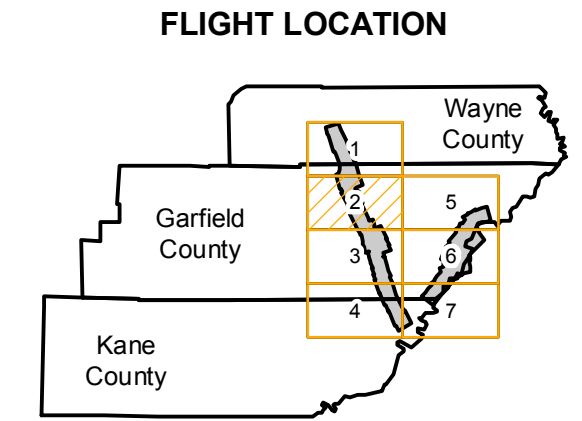 FLIGHT LOCATION
Wayne
County
1
2
5
Garfield
County
3
6
4
7
Kane
County